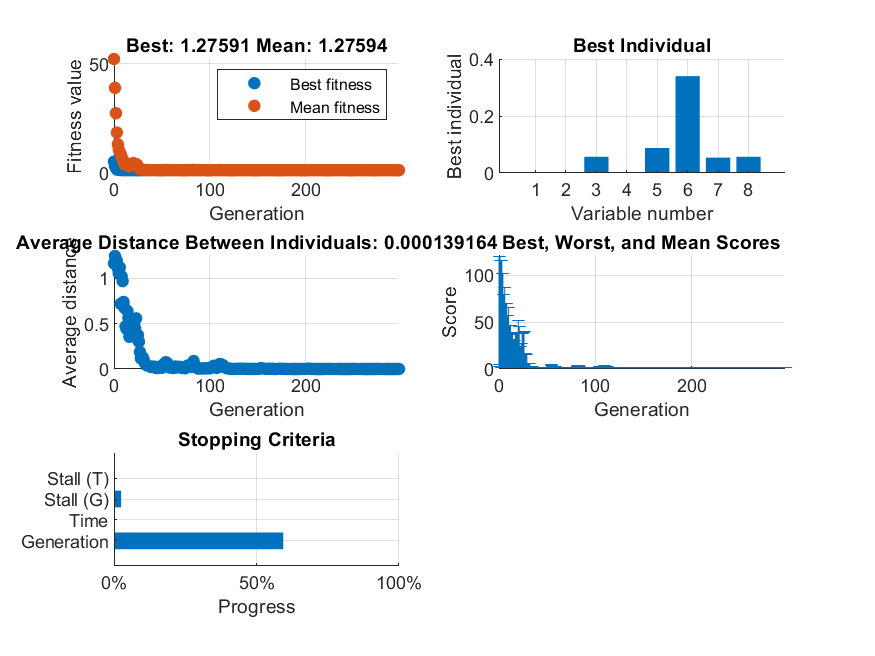 Best: 1.27591 Mean: 1.27594
Fitness value
50
0
0 100 200
Generation
Best fitness
Mean fitness
Best Individual
Best individual
0.4
0.2
0
1 2 3 4 5 6 7 8
Variable number
Average Distance Between Individuals: 0.000139164
Average distance
1
0.5
0
0 100 200
Generation
Best, Worst, and Mean Scores
Score
100
50
0
0 100 200
Generation
Stopping Criteria
Stall (T)
Stall (G)
Time
Generation
0% 50% 100%
Progress